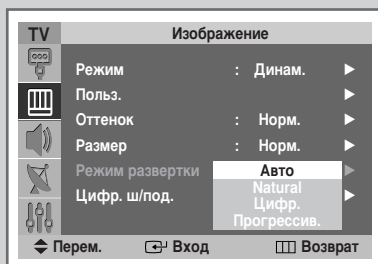 TV Изображение
Режим : Динам. ▶
Польз. ▶
Оттенок : Норм. ▶
Размер : Норм. ▶
Режим развертки Авто ▶
Natural
Цифр. ш/под. Цифр. ▶
Прогрессив.
Перем. Вход Возврат